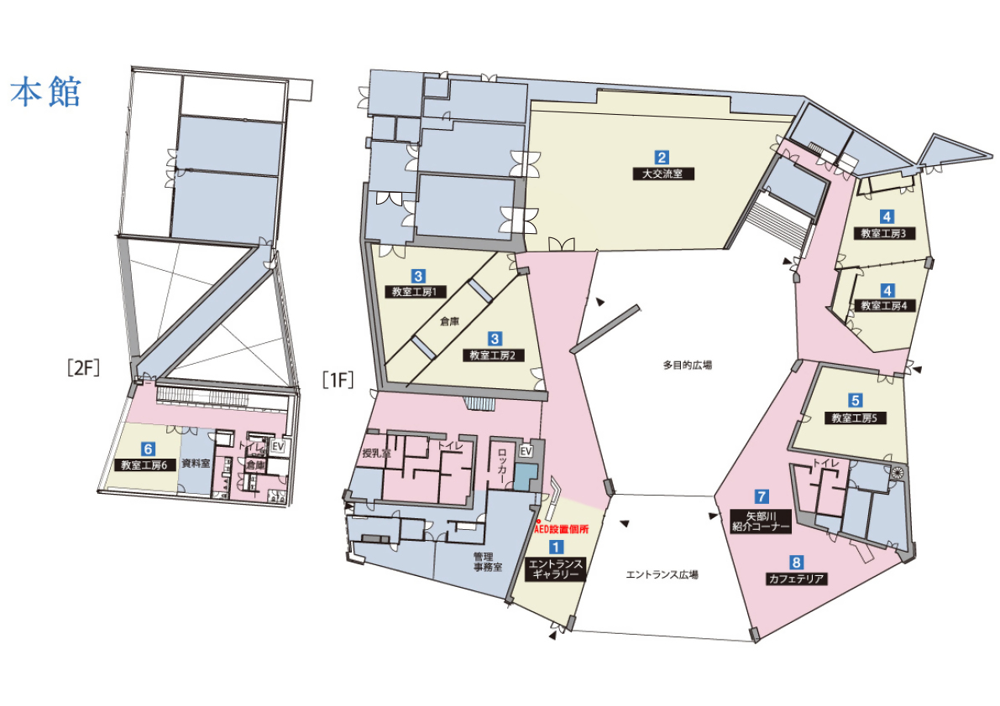 本館
[2F]
6
教室工房6
資料室
トイレ
EV
倉庫
[1F]
2
大交流室
3
教室工房1
倉庫
3
教室工房2
4
教室工房3
4
教室工房4
多目的広場
5
教室工房5
授乳室
トイレ
ロッカー
EV
トイレ
7
矢部川
紹介コーナー
AED設置個所
1
エントランス
ギャラリー
管理
事務室
エントランス広場
8
カフェテリア